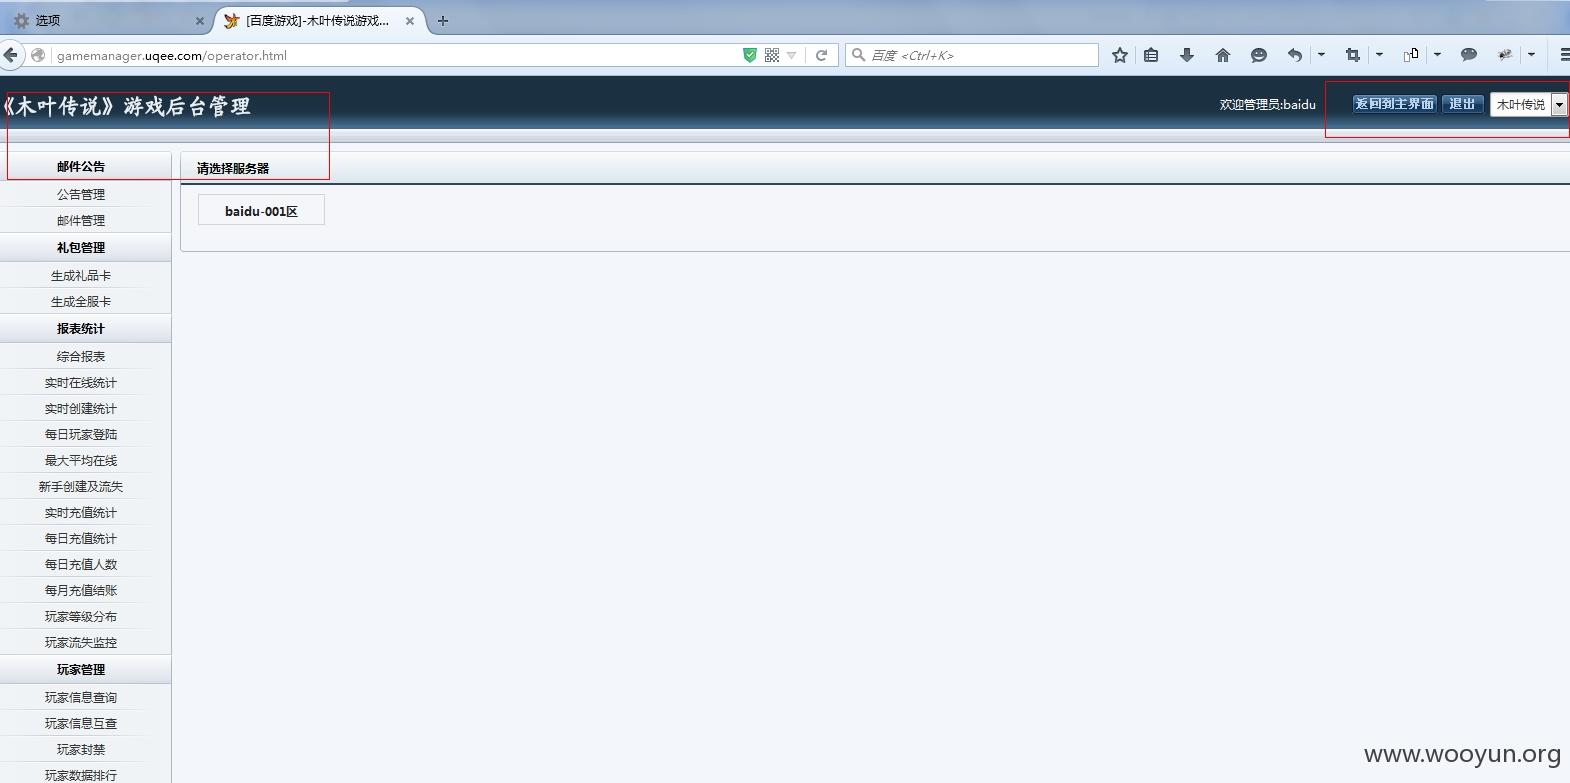 选项
[百度游戏]-木叶传说游戏...
gamemanager.uqee.com/operator.html
百度 <Ctrl+K>
《木叶传说》游戏后台管理
欢迎管理员:baidu
返回到主界面
退出
木叶传说
邮件公告
请选择服务器
公告管理
baidu-001区
邮件管理
礼包管理
生成礼品卡
生成全服卡
报表统计
综合报表
实时在线统计
实时创建统计
每日玩家登陆
最大平均在线
新手创建及流失
实时充值统计
每日充值统计
每日充值人数
每月充值结账
玩家等级分布
玩家流失监控
玩家管理
玩家信息查询
玩家信息互查
玩家封禁
玩家数据排行
www.wooyun.org